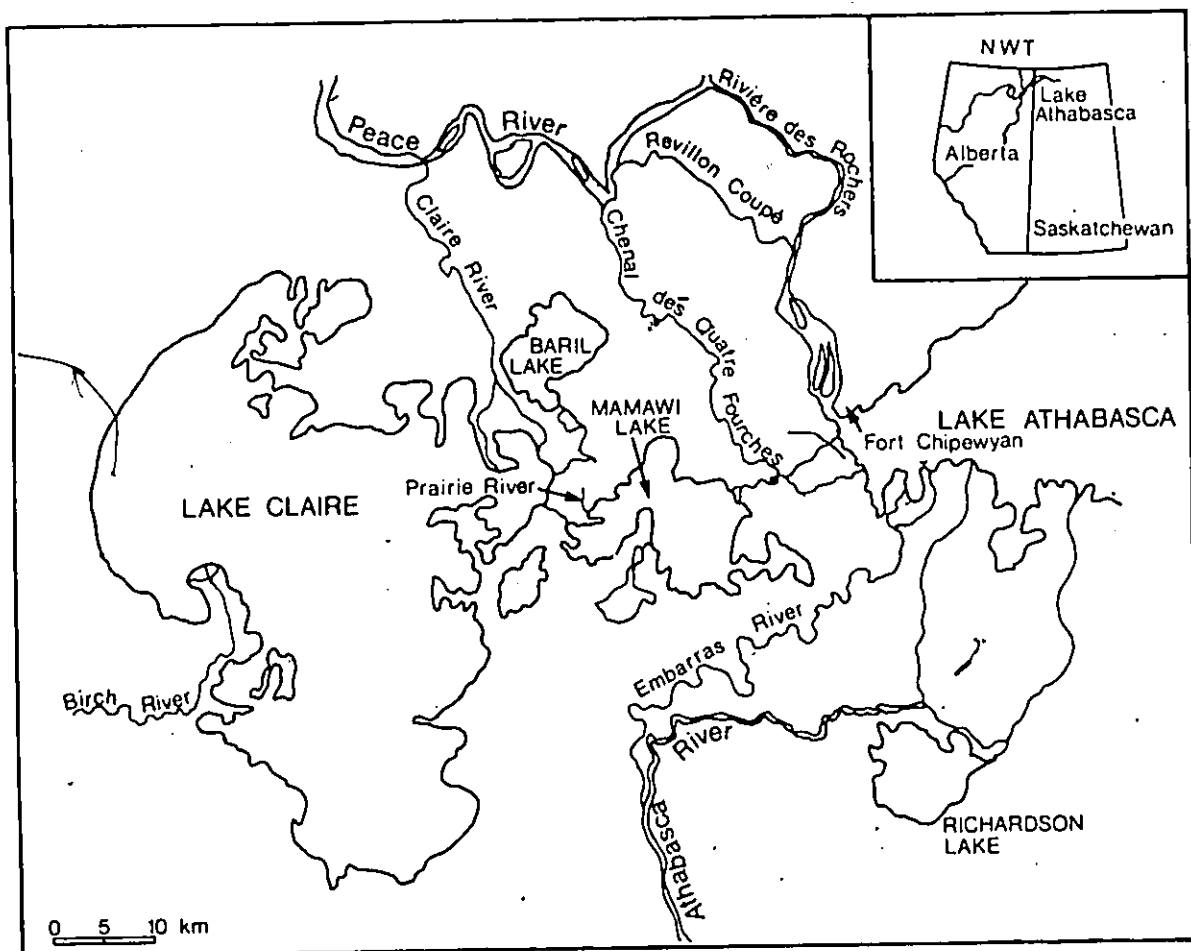 NWT
Lake
Athabasca
Alberta
Saskatchewan
Peace River
Rivière des Rochers
Revillon Coupé
Claire River
Chenal des Quatre Fourches
BARIL
LAKE
MAMAWI
LAKE
LAKE ATHABASCA
Fort Chipewyan
Prairie River
LAKE CLAIRE
Embarras River
Birch River
Athabasca River
RICHARDSON
LAKE
0 5 10 km